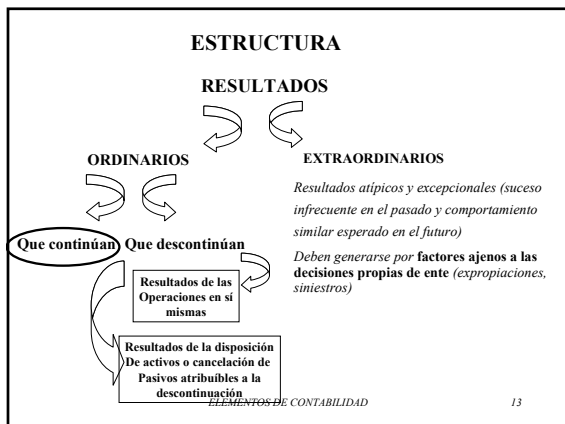 ESTRUCTURA
RESULTADOS
ORDINARIOS
EXTRAORDINARIOS
Resultados atípicos y excepcionales (suceso
infrecuente en el pasado y comportamiento
similar esperado en el futuro)
Deben generarse por factores ajenos a las
decisiones propias de ente (expropiaciones,
siniestros)
Que continúan Que descontinúan
Resultados de las
Operaciones en sí
mismas
Resultados de la disposición
De activos o cancelación de
Pasivos atribuíbles a la
descontinuación
ELEMENTOS DE CONTABILIDAD
13